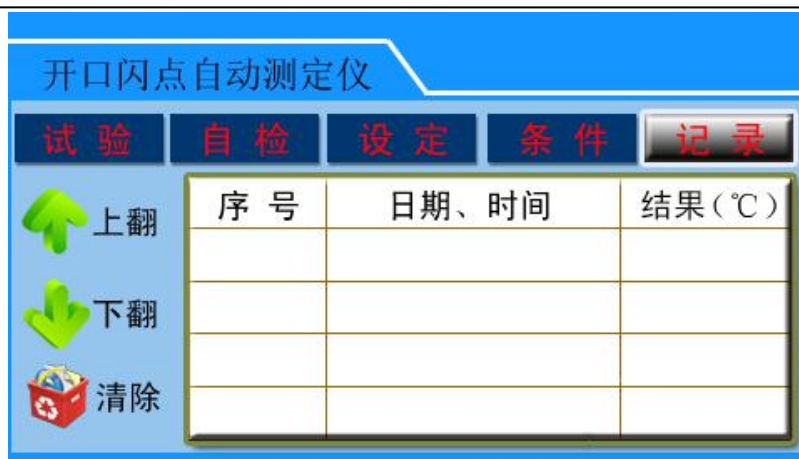 开口闪点自动测定仪
试 验 自 检 设 定 条 件 记 录
上翻
下翻
清除
序 号 日期、时间 结果(℃)